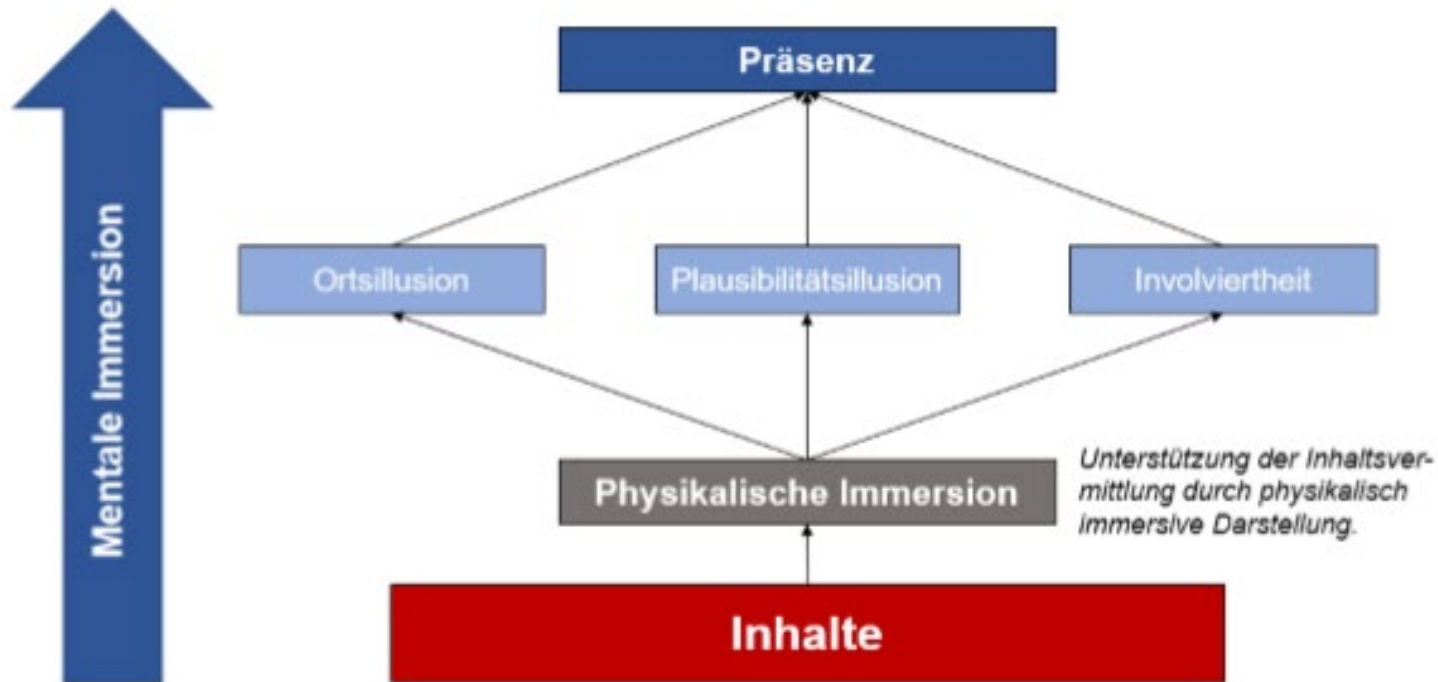 Präsenz
Mentale Immersion
Ortsillusion
Plausibilitätsillusion
Involviertheit
Physikalische Immersion
Unterstützung der Inhaltsver-
mittlung durch physikalisch
immersive Darstellung.
Inhalte